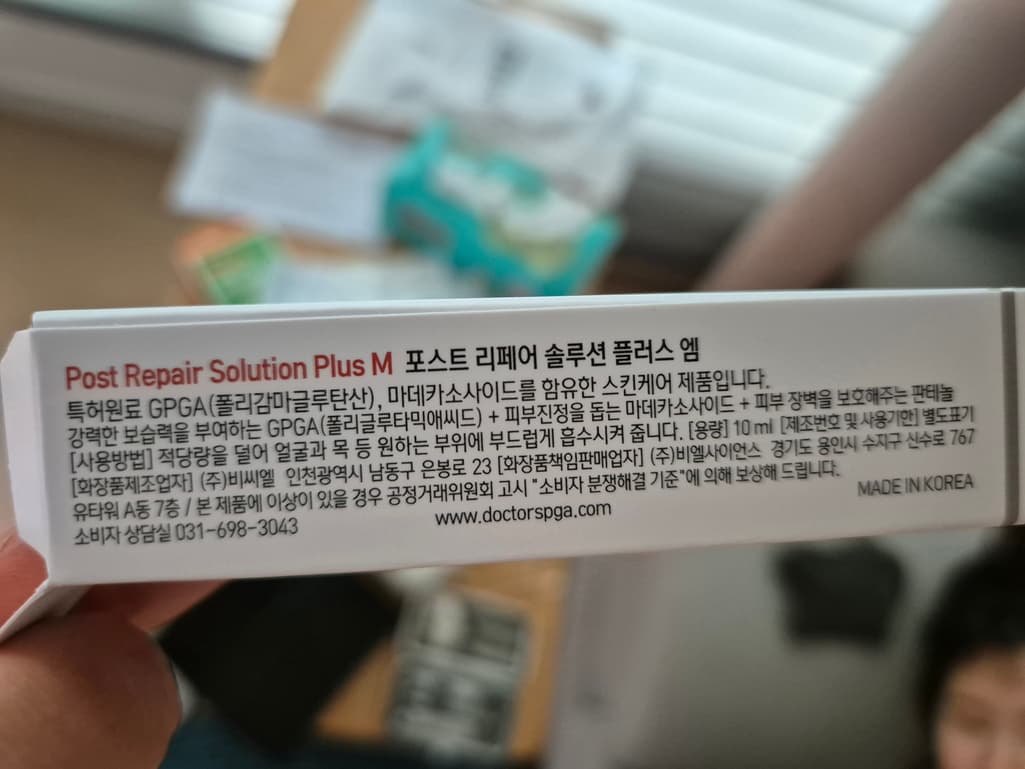 Post Repair Solution Plus M 포스트 리페어 솔루션 플러스 엠
특허원료 GPGA(폴리감마글루탄산), 마데카소사이드를 함유한 스킨케어 제품입니다.
강력한 보습력을 부여하는 GPGA(폴리글루타믹애씨드) + 피부진정을 돕는 마데카소사이드 + 피부 장벽을 보호해주는 판테놀
[사용방법] 적당량을 덜어 얼굴과 목 등 원하는 부위에 부드럽게 흡수시켜 줍니다. [용량] 10 ml [제조번호 및 사용기한] 별도표기
[화장품제조업자] (주)비씨엘 인천광역시 남동구 은봉로 23 [화장품책임판매업자] (주)비엘사이언스 경기도 용인시 수지구 신수로 767
유타워 A동 7층 / 본 제품에 이상이 있을 경우 공정거래위원회 고시 "소비자 분쟁해결 기준"에 의해 보상해 드립니다.
소비자 상담실 031-698-3043
www.doctorspga.com
MADE IN KOREA